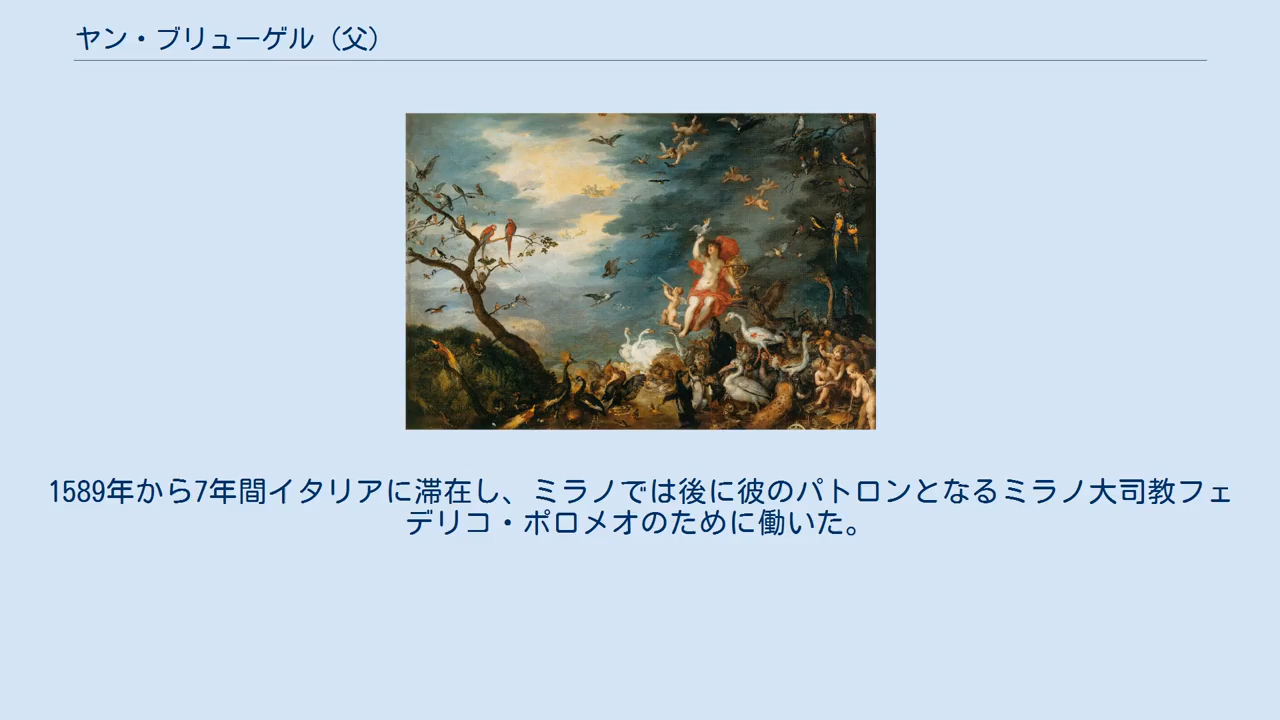 ヤン・ブリューゲル（父）
1589年から7年間イタリアに滞在し、ミラノでは後に彼のパトロンとなるミラノ大司教フェ
デリコ・ボロメオのために働いた。